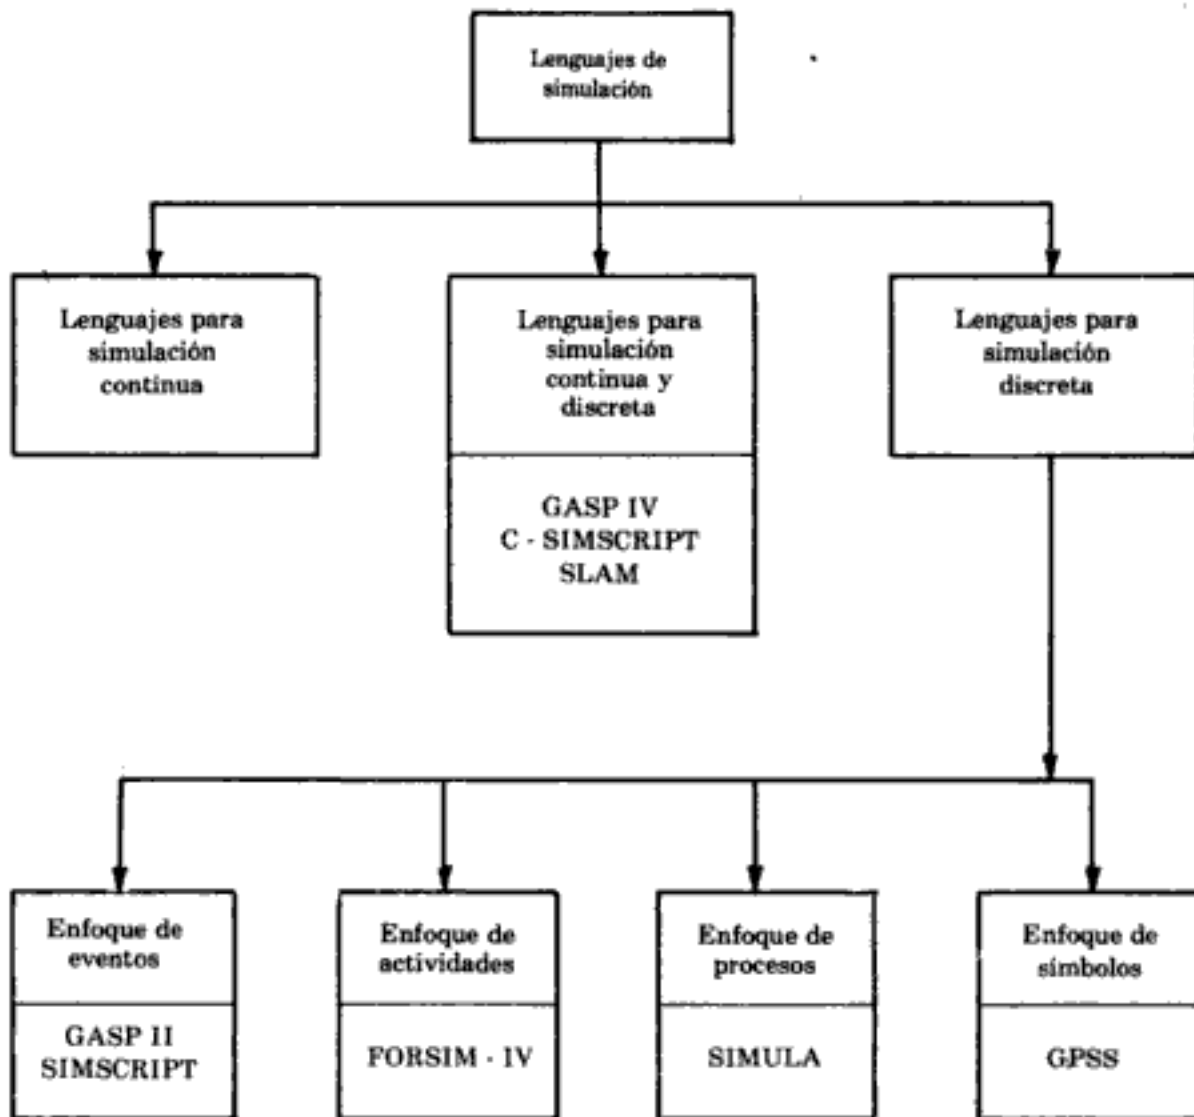 Lenguajes de
simulación
Lenguajes para
simulación
continua
Lenguajes para
simulación
continua y
discreta
GASP IV
C - SIMSCRIPT
SLAM
Lenguajes para
simulación
discreta
Enfoque de
eventos
GASP II
SIMSCRIPT
Enfoque de
actividades
FORSIM - IV
Enfoque de
procesos
SIMULA
Enfoque de
símbolos
GPSS